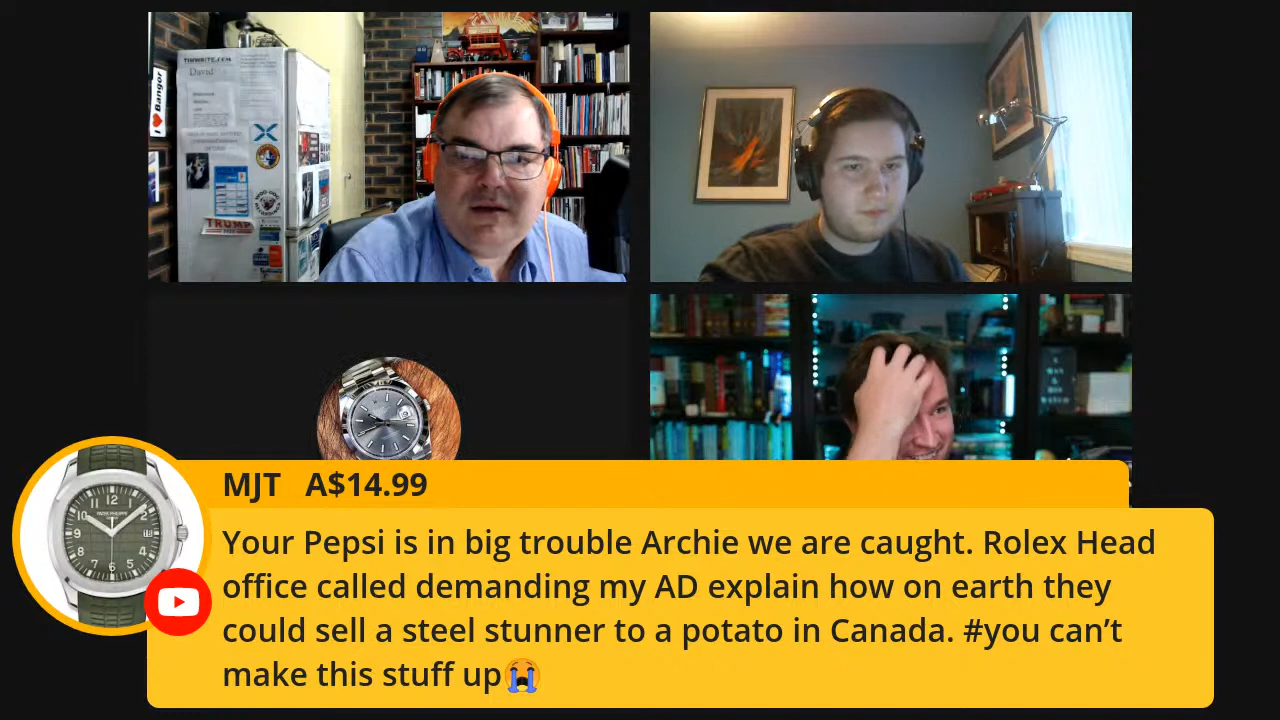 I ❤ Bangor
David
TRUMP
MJT A$14.99
Your Pepsi is in big trouble Archie we are caught. Rolex Head
office called demanding my AD explain how on earth they
could sell a steel stunner to a potato in Canada. #you can’t
make this stuff up😭